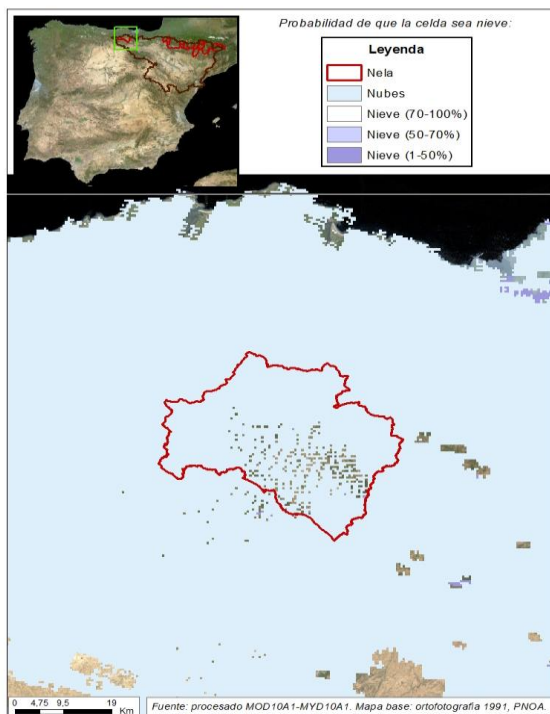 Probabilidad de que la celda sea nieve:
Leyenda
Nela
Nubes
Nieve (70-100%)
Nieve (50-70%)
Nieve (1-50%)
0 4,75 9,5 19
Km
Fuente: procesado MOD10A1-MYD10A1. Mapa base: ortofotografía 1991, PNOA.